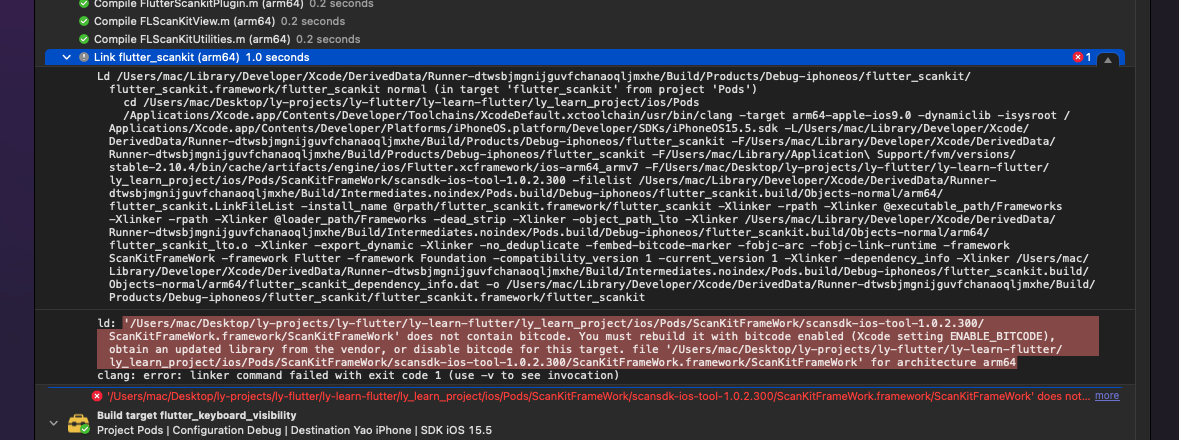 Compile FlutterScankitPlugin.m (arm64) 0.2 seconds
Compile FLScanKitView.m (arm64) 0.2 seconds
Compile FLScanKitUtilities.m (arm64) 0.2 seconds
Link flutter_scankit (arm64) 1.0 seconds 1
Ld /Users/mac/Library/Developer/Xcode/DerivedData/Runner-dtwsbjmgnijguvfchanaoqljmxhe/Build/Products/Debug-iphoneos/flutter_scankit/
flutter_scankit.framework/flutter_scankit normal (in target 'flutter_scankit' from project 'Pods')
cd /Users/mac/Desktop/ly-projects/ly-flutter/ly-learn-flutter/ly_learn_project/ios/Pods
/Applications/Xcode.app/Contents/Developer/Toolchains/XcodeDefault.xctoolchain/usr/bin/clang -target arm64-apple-ios9.0 -dynamiclib -isysroot /
Applications/Xcode.app/Contents/Developer/Platforms/iPhoneOS.platform/Developer/SDKs/iPhoneOS15.5.sdk -L/Users/mac/Library/Developer/Xcode/
DerivedData/Runner-dtwsbjmgnijguvfchanaoqljmxhe/Build/Products/Debug-iphoneos/flutter_scankit -F/Users/mac/Library/Developer/Xcode/DerivedData/
Runner-dtwsbjmgnijguvfchanaoqljmxhe/Build/Products/Debug-iphoneos/flutter_scankit -F/Users/mac/Library/Application\ Support/fvm/versions/
stable-2.10.4/bin/cache/artifacts/engine/ios/Flutter.xcframework/ios-arm64_armv7 -F/Users/mac/Desktop/ly-projects/ly-flutter/ly-learn-flutter/
ly_learn_project/ios/Pods/ScanKitFrameWork/scansdk-ios-tool-1.0.2.300 -filelist /Users/mac/Library/Developer/Xcode/DerivedData/Runner-
dtwsbjmgnijguvfchanaoqljmxhe/Build/Intermediates.noindex/Pods.build/Debug-iphoneos/flutter_scankit.build/Objects-normal/arm64/
flutter_scankit.LinkFileList -install_name @rpath/flutter_scankit.framework/flutter_scankit -Xlinker -rpath -Xlinker @executable_path/Frameworks
-Xlinker -rpath -Xlinker @loader_path/Frameworks -dead_strip -Xlinker -object_path_lto -Xlinker /Users/mac/Library/Developer/Xcode/DerivedData/
Runner-dtwsbjmgnijguvfchanaoqljmxhe/Build/Intermediates.noindex/Pods.build/Debug-iphoneos/flutter_scankit.build/Objects-normal/arm64/
flutter_scankit_lto.o -Xlinker -export_dynamic -Xlinker -no_deduplicate -fembed-bitcode-marker -fobjc-arc -fobjc-link-runtime -framework
ScanKitFrameWork -framework Flutter -framework Foundation -compatibility_version 1 -current_version 1 -Xlinker -dependency_info -Xlinker /Users/mac/
Library/Developer/Xcode/DerivedData/Runner-dtwsbjmgnijguvfchanaoqljmxhe/Build/Intermediates.noindex/Pods.build/Debug-iphoneos/flutter_scankit.build/
Objects-normal/arm64/flutter_scankit_dependency_info.dat -o /Users/mac/Library/Developer/Xcode/DerivedData/Runner-dtwsbjmgnijguvfchanaoqljmxhe/Build/
Products/Debug-iphoneos/flutter_scankit/flutter_scankit.framework/flutter_scankit
ld: '/Users/mac/Desktop/ly-projects/ly-flutter/ly-learn-flutter/ly_learn_project/ios/Pods/ScanKitFrameWork/scansdk-ios-tool-1.0.2.300/
ScanKitFrameWork.framework/ScanKitFrameWork' does not contain bitcode. You must rebuild it with bitcode enabled (Xcode setting ENABLE_BITCODE),
obtain an updated library from the vendor, or disable bitcode for this target. file '/Users/mac/Desktop/ly-projects/ly-flutter/ly-learn-flutter/
ly_learn_project/ios/Pods/ScanKitFrameWork/scansdk-ios-tool-1.0.2.300/ScanKitFrameWork.framework/ScanKitFrameWork' for architecture arm64
clang: error: linker command failed with exit code 1 (use -v to see invocation)
'/Users/mac/Desktop/ly-projects/ly-flutter/ly-learn-flutter/ly_learn_project/ios/Pods/ScanKitFrameWork/scansdk-ios-tool-1.0.2.300/ScanKitFrameWork.framework/ScanKitFrameWork' does not... more
Build target flutter_keyboard_visibility
Project Pods | Configuration Debug | Destination Yao iPhone | SDK iOS 15.5